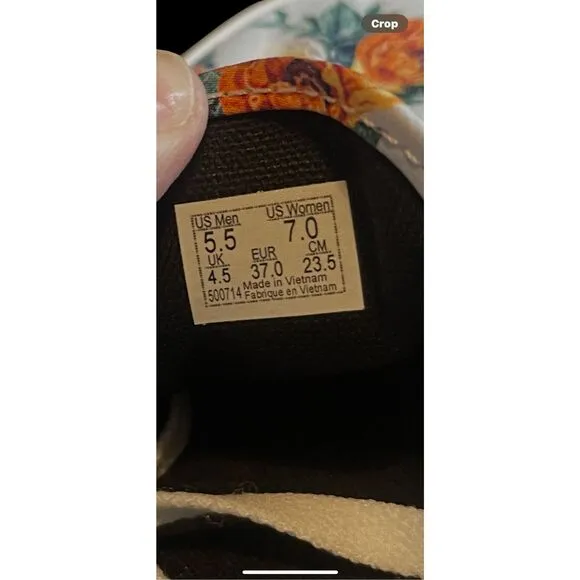 Crop
US Men US Women
5.5 7.0
UK EUR CM
4.5 37.0 23.5
500714 Made in Vietnam
Fabrique en Vietnam